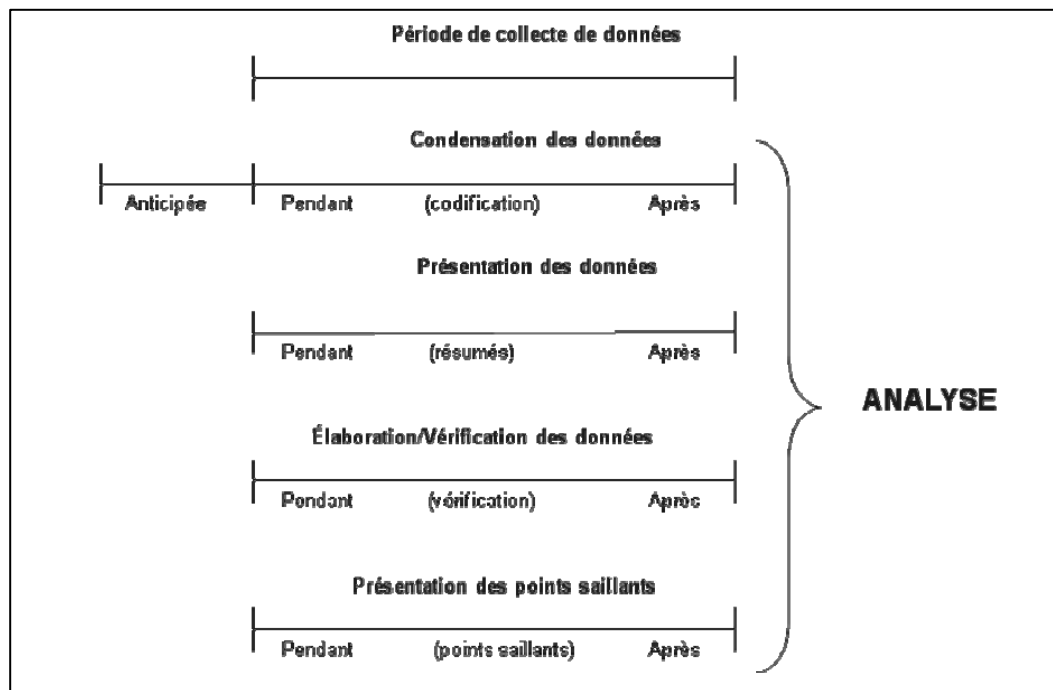 Période de collecte de données
Condensation des données
Anticipée Pendant (codification) Après
Présentation des données
Pendant (résumés) Après
ANALYSE
Élaboration/Vérification des données
Pendant (vérification) Après
Présentation des points saillants
Pendant (points saillants) Après